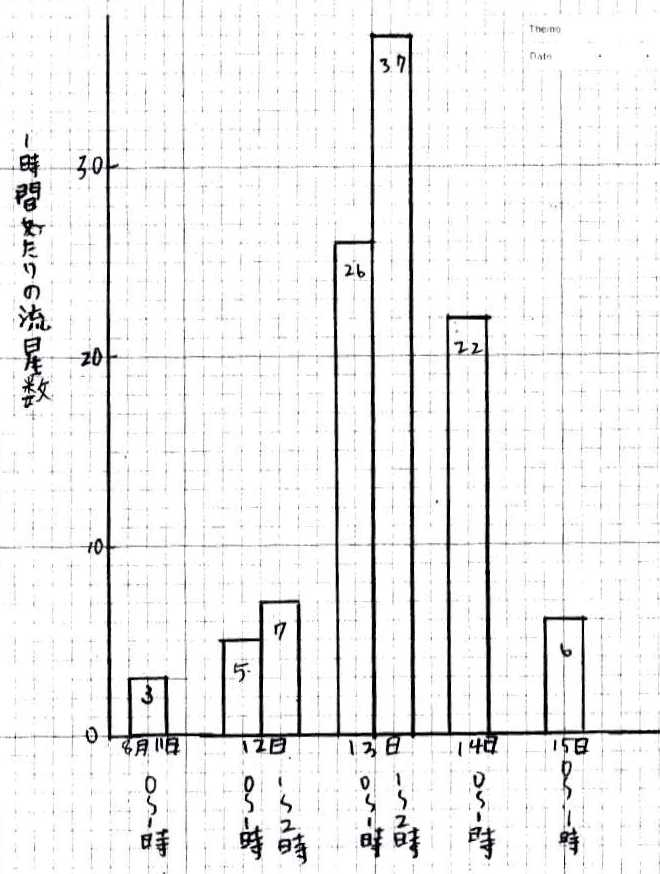 Theme
Date
1時間あたりの流星数
30
20
10
0
3
5
7
26
37
22
6
8月11日
12日
13日
14日
15日
0〜1時
0〜1時
1〜2時
0〜1時
1〜2時
0〜1時
0〜1時